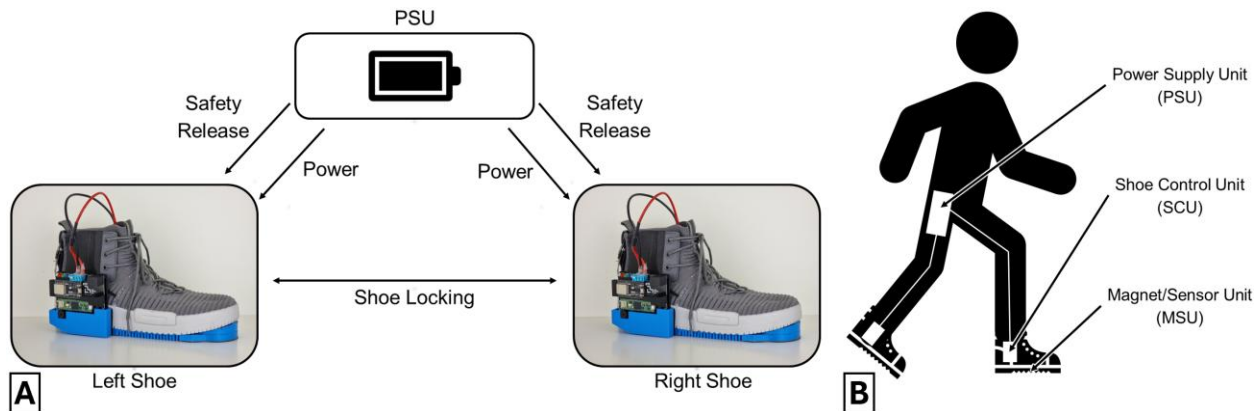 PSU
Safety
Release
Safety
Release
Power
Power
Shoe Locking
Left Shoe
Right Shoe
A
Power Supply Unit
(PSU)
Shoe Control Unit
(SCU)
Magnet/Sensor Unit
(MSU)
B